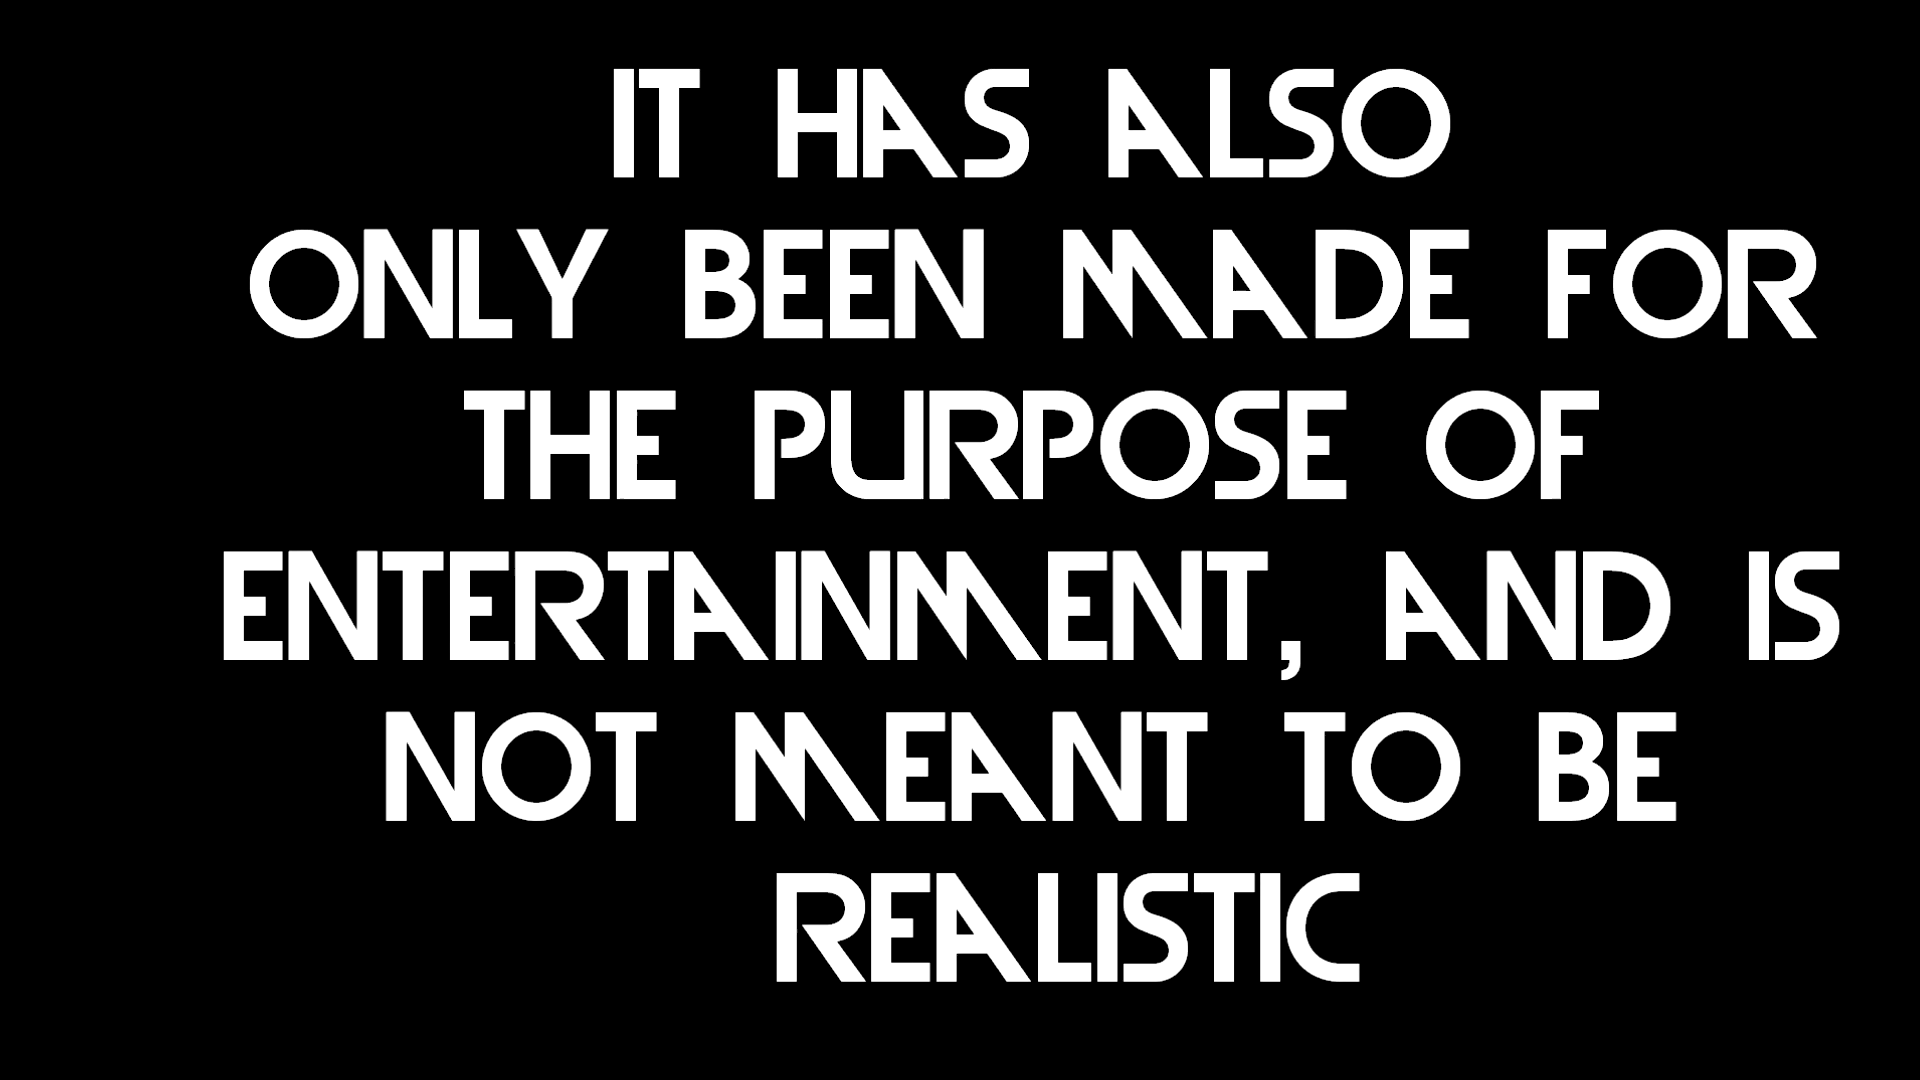 IT HAS ALSO
ONLY BEEN MADE FOR
THE PURPOSE OF
ENTERTAINMENT, AND IS
NOT MEANT TO BE
REALISTIC